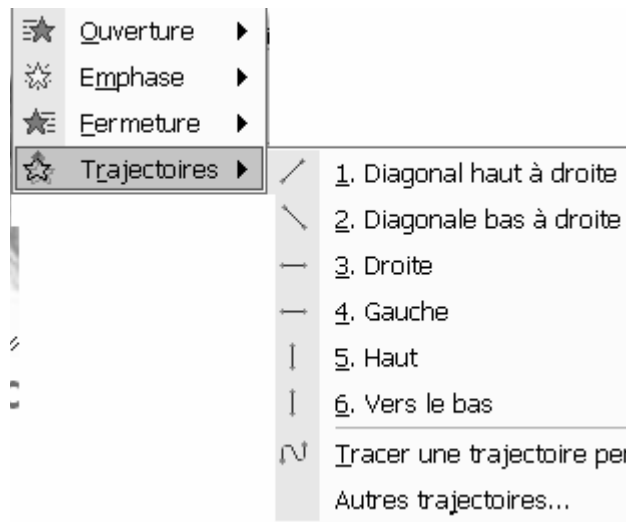 Ouverture
Emphase
Fermeture
Trajectoires
1. Diagonal haut à droite
2. Diagonale bas à droite
3. Droite
4. Gauche
5. Haut
6. Vers le bas
Tracer une trajectoire per
Autres trajectoires...